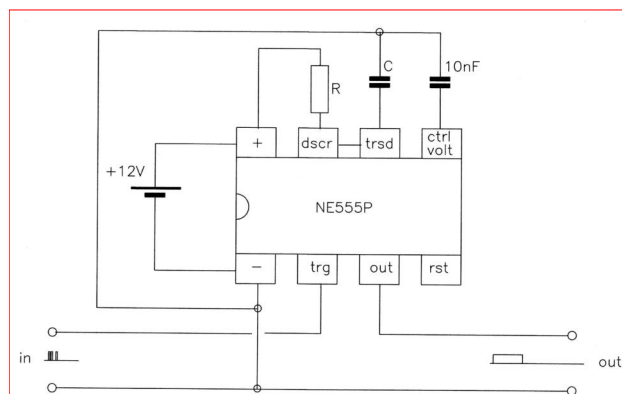 C
10nF
R
+
dscr
trsd
ctrl
volt
+12V
NE555P
−
trg
out
rst
in
out